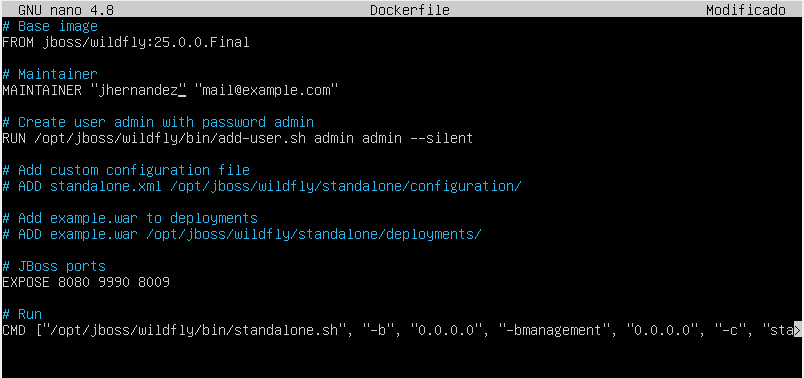 GNU nano 4.8 Dockerfile Modificado
# Base image
FROM jboss/wildfly:25.0.0.Final
# Maintainer
MAINTAINER "jhernandez" "mail@example.com"
# Create user admin with password admin
RUN /opt/jboss/wildfly/bin/add-user.sh admin admin --silent
# Add custom configuration file
# ADD standalone.xml /opt/jboss/wildfly/standalone/configuration/
# Add example.war to deployments
# ADD example.war /opt/jboss/wildfly/standalone/deployments/
# JBoss ports
EXPOSE 8080 9990 8009
# Run
CMD ["/opt/jboss/wildfly/bin/standalone.sh", "-b", "0.0.0.0", "-bmanagement", "0.0.0.0", "-c", "sta>